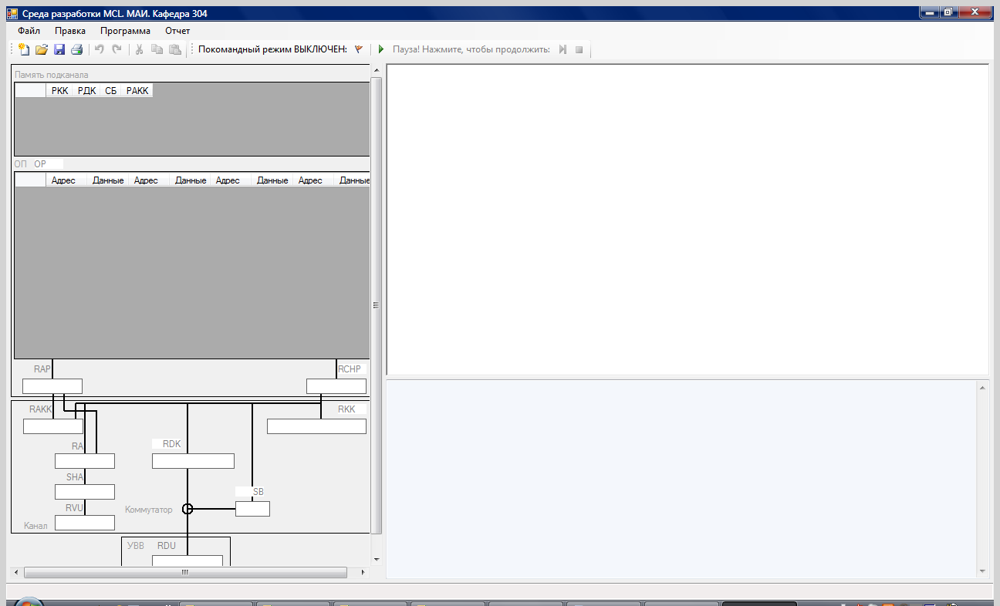 Среда разработки MCL. МАИ. Кафедра 304
Файл Правка Программа Отчет
Покомандный режим ВЫКЛЮЧЕН: Пауза! Нажмите, чтобы продолжить:
Память подканала
РКК РДК СБ РАКК
ОП ОР
Адрес Данные Адрес Данные Адрес Данные Адрес Данные
RAP RCHP
RAKK RKK
RA RDK
SHA
SB
RVU Коммутатор
Канал
УВВ RDU